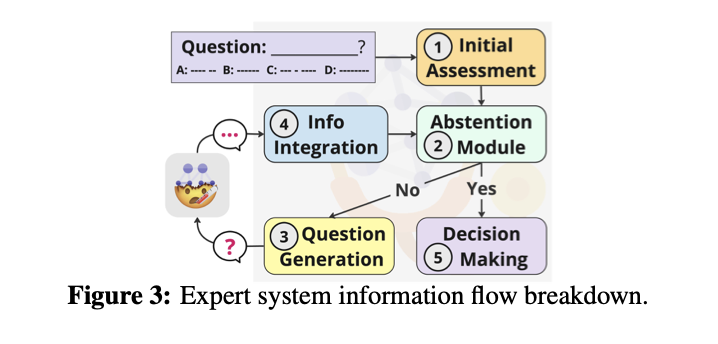 Question: __________?
A: ---- -- B: ------ C: --- - ---- D: --------
1 Initial
Assessment
4 Info
Integration
Abstention
2 Module
...
No
Yes
?
3 Question
Generation
Decision
5 Making
Figure 3: Expert system information flow breakdown.